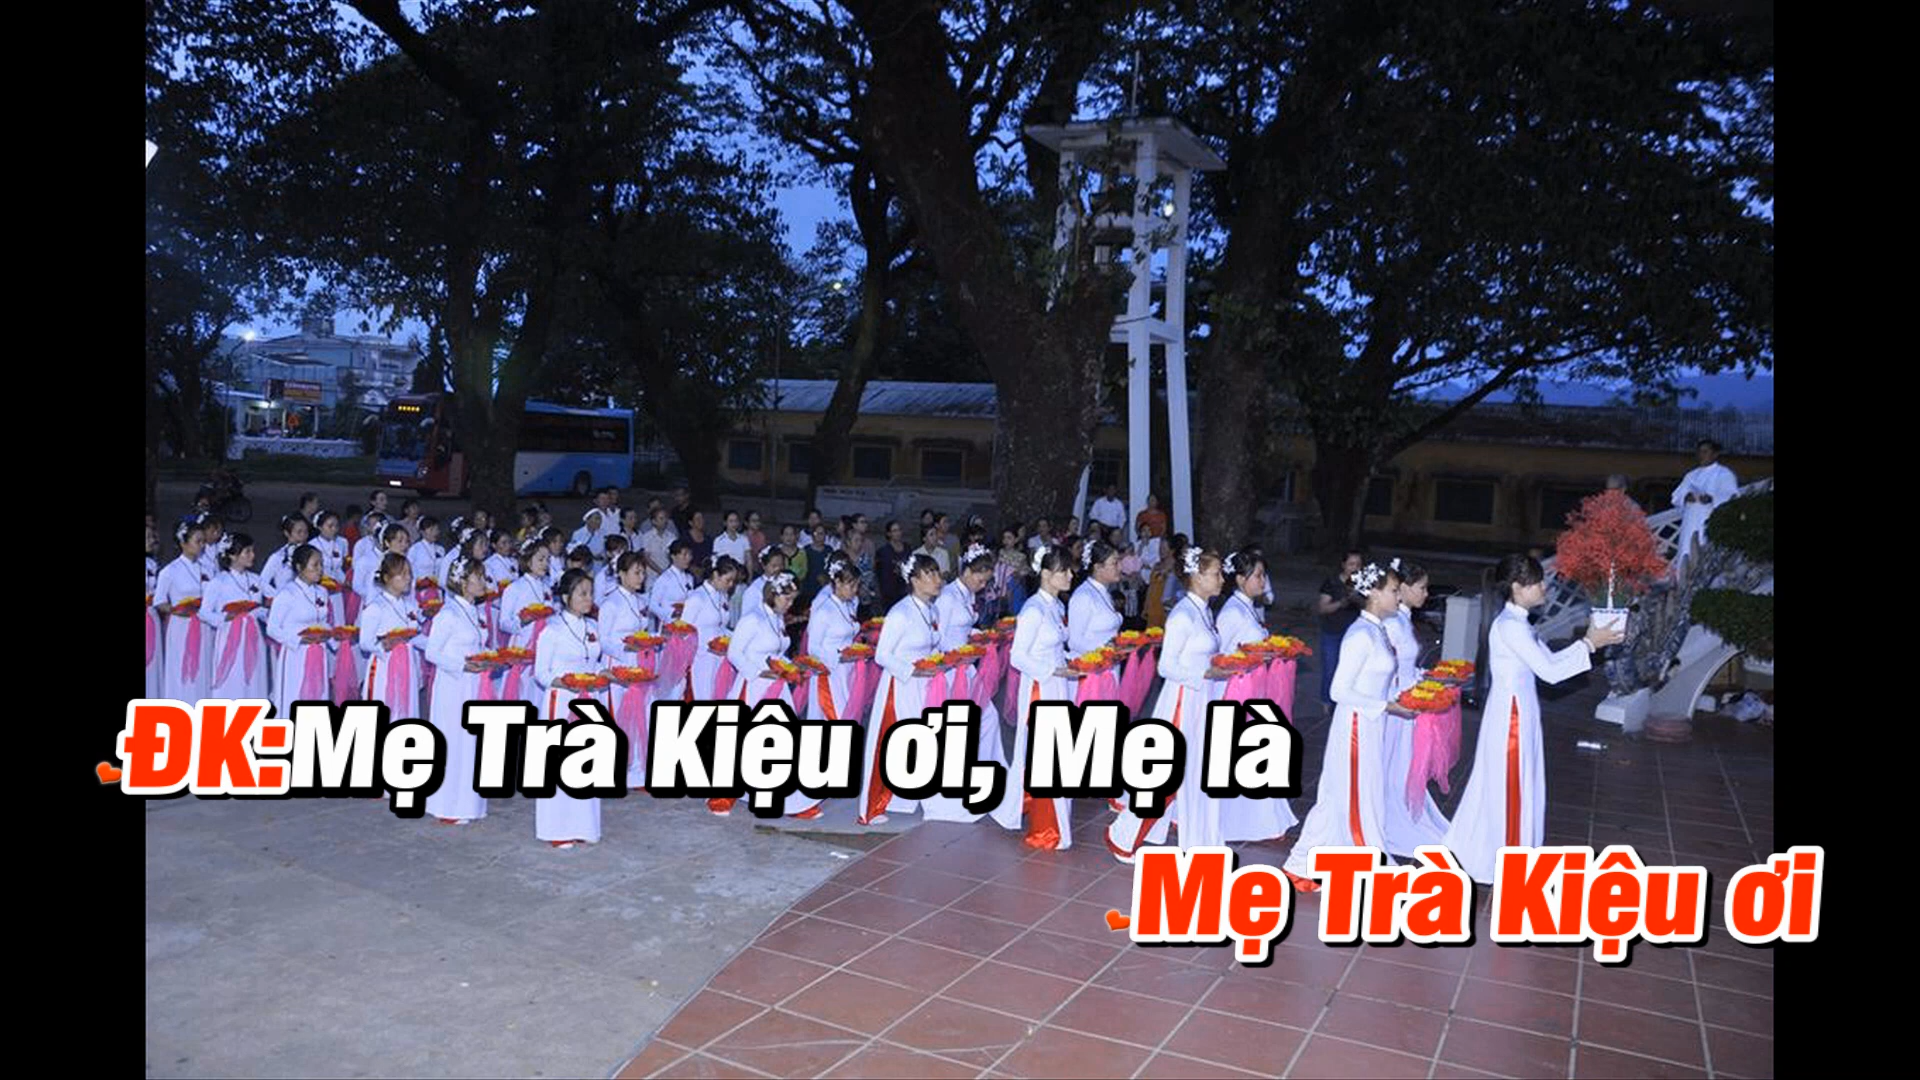 ĐK:Mẹ Trà Kiệu ơi, Mẹ là
Mẹ Trà Kiệu ơi